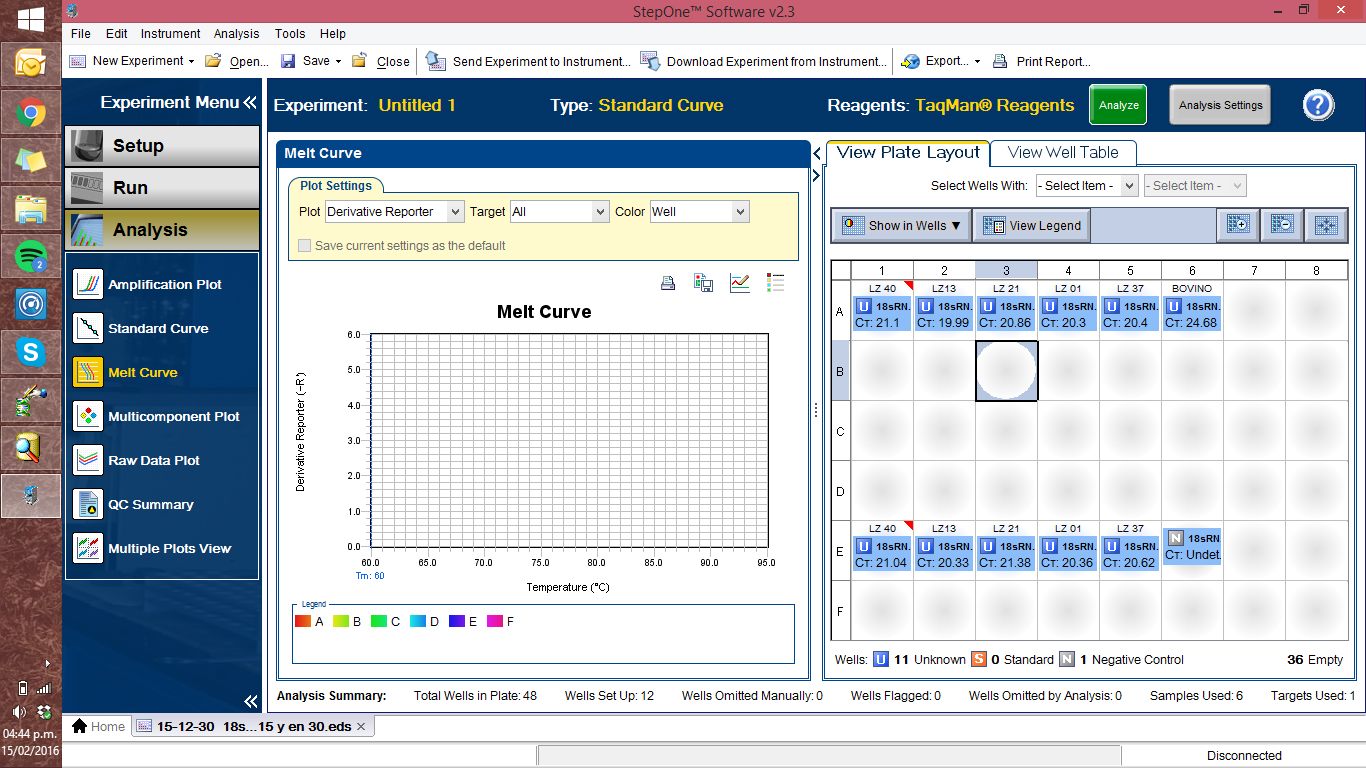 StepOne™ Software v2.3
File Edit Instrument Analysis Tools Help
New Experiment Open... Save Close Send Experiment to Instrument... Download Experiment from Instrument... Export... Print Report...
Experiment Menu
Experiment: Untitled 1 Type: Standard Curve Reagents: TaqMan® Reagents Analyze Analysis Settings ?
Setup
Run
Analysis
Amplification Plot
Standard Curve
Melt Curve
Multicomponent Plot
Raw Data Plot
QC Summary
Multiple Plots View
Melt Curve
Plot Settings
Plot Derivative Reporter Target All Color Well
Save current settings as the default
Melt Curve
Derivative Reporter (-R')
6.0
5.0
4.0
3.0
2.0
1.0
0.0
60.0 65.0 70.0 75.0 80.0 85.0 90.0 95.0
Tm: 60
Temperature (°C)
Legend
A B C D E F
View Plate Layout View Well Table
Select Wells With: - Select Item - - Select Item -
Show in Wells ▼ View Legend
1 2 3 4 5 6 7 8
LZ 40 LZ13 LZ 21 LZ 01 LZ 37 BOVINO
A U 18sRN. U 18sRN. U 18sRN. U 18sRN. U 18sRN. U 18sRN.
CT: 21.1 CT: 19.99 CT: 20.86 CT: 20.3 CT: 20.4 CT: 24.68
B
C
D
LZ 40 LZ13 LZ 21 LZ 01 LZ 37
E U 18sRN. U 18sRN. U 18sRN. U 18sRN. U 18sRN. N 18sRN
CT: 21.04 CT: 20.33 CT: 21.38 CT: 20.36 CT: 20.62 CT: Undet.
F
Wells: U 11 Unknown S 0 Standard N 1 Negative Control 36 Empty
Analysis Summary: Total Wells in Plate: 48 Wells Set Up: 12 Wells Omitted Manually: 0 Wells Flagged: 0 Wells Omitted by Analysis: 0 Samples Used: 6 Targets Used: 1
Home 15-12-30 18s...15 y en 30.eds
Disconnected
2
04:44 p.m.
15/02/2016